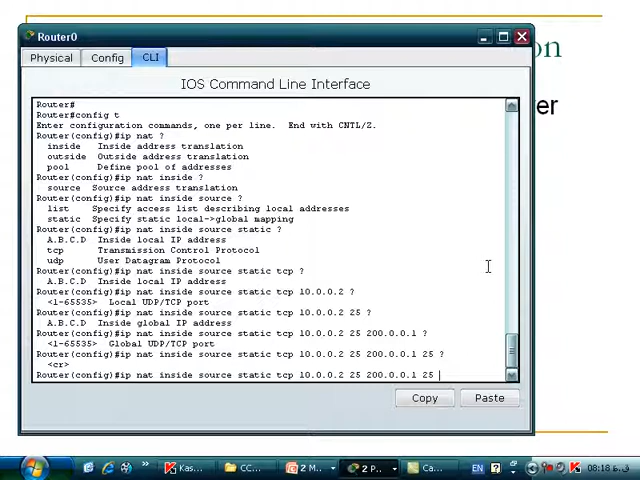 Router0
on
Physical
Config
CLI
IOS Command Line Interface
er
Router#
Router#config t
Enter configuration commands, one per line.  End with CNTL/Z.
Router(config)#ip nat ?
inside   Inside address translation
outside  Outside address translation
pool     Define pool of addresses
Router(config)#ip nat inside ?
source  Source address translation
Router(config)#ip nat inside source ?
list    Specify access list describing local addresses
static  Specify static local->global mapping
Router(config)#ip nat inside source static ?
A.B.C.D  Inside local IP address
tcp      Transmission Control Protocol
udp      User Datagram Protocol
Router(config)#ip nat inside source static tcp ?
A.B.C.D  Inside local IP address
Router(config)#ip nat inside source static tcp 10.0.0.2 ?
<1-65535>  Local UDP/TCP port
Router(config)#ip nat inside source static tcp 10.0.0.2 25 ?
A.B.C.D  Inside global IP address
Router(config)#ip nat inside source static tcp 10.0.0.2 25 200.0.0.1 ?
<1-65535>  Global UDP/TCP port
Router(config)#ip nat inside source static tcp 10.0.0.2 25 200.0.0.1 25 ?
<cr>
Router(config)#ip nat inside source static tcp 10.0.0.2 25 200.0.0.1 25
Copy
Paste
Kas...
CC...
2 M...
2 P...
Ca...
EN
08:18